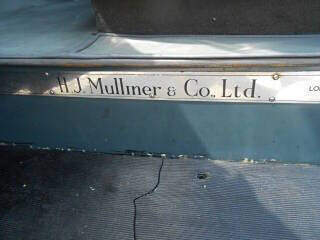 H.J. Mulliner & Co., Ltd.